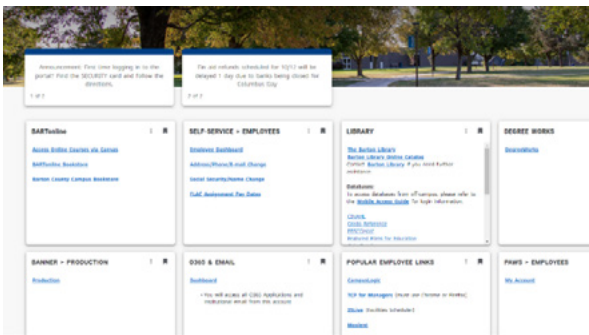 Announcement: First time logging in to the
portal? Find the SECURITY card and follow the
directions.
1 of 2
Fin aid refunds scheduled for 10/12 will be
delayed 1 day due to banks being closed for
Columbus Day
2 of 2
BARTonline
Access Online Courses via Canvas
BARTonline Bookstore
Barton County Campus Bookstore
SELF-SERVICE - EMPLOYEES
Employee Dashboard
Address/Phone/E-mail Change
Social Security/Name Change
FLAC Assignment Pay Dates
LIBRARY
The Barton Library
Barton Library Online Catalog
Contact Barton Library if you need further
assistance.
Databases:
To access databases from off-campus, please refer to
the Mobile Access Guide for login information.
CINAHL
Credo Reference
DEGREE WORKS
DegreeWorks
BANNER - PRODUCTION
Production
O365 & EMAIL
Dashboard
• You will access all O365 Applications and
institutional email from this account
POPULAR EMPLOYEE LINKS
TCP for Managers (must use Chrome or Firefox)
(Facilities Scheduler)
PAWS - EMPLOYEES
My Account